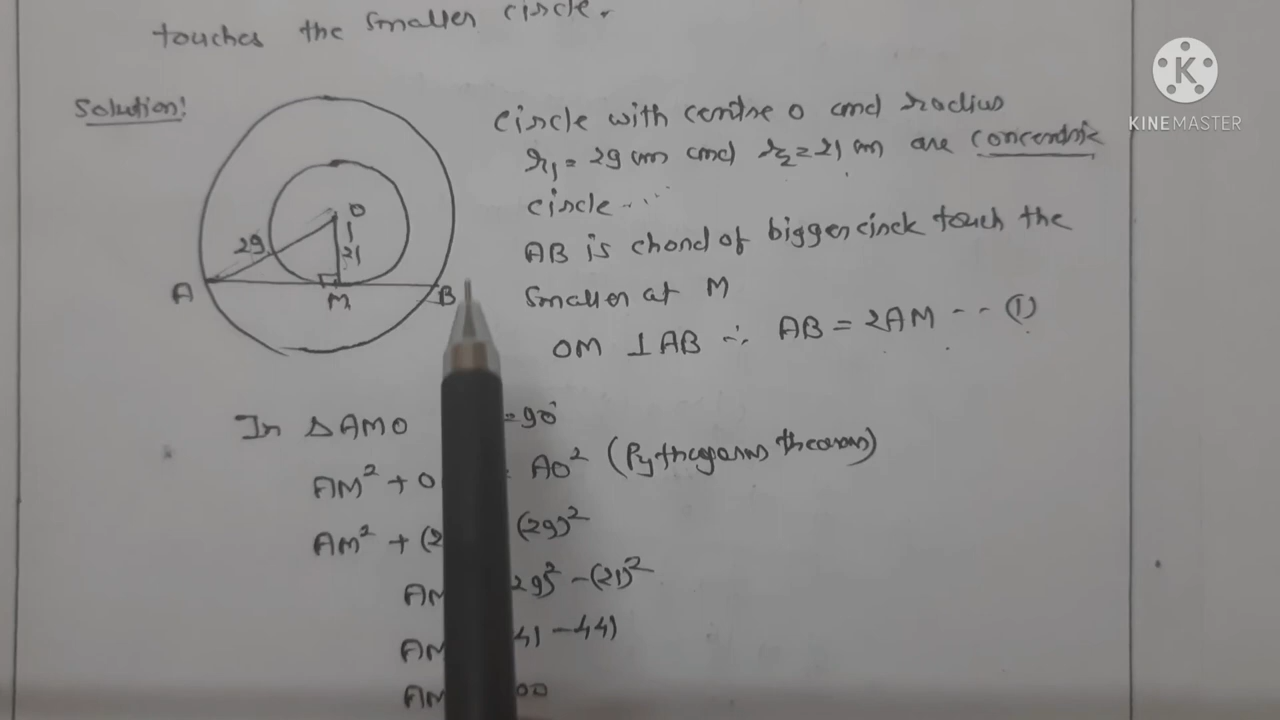 touches the smaller circle.
Solution!
circle with centre O and radius
r1 = 29 cm and r2 = 21 cm are concentric
circle...
AB is chord of bigger circle touch the
smaller at M
OM ⊥ AB ∴ AB = 2AM -- (1)
O
29
21
A
M
B
In △AMO =90°
AM² + O AO² (Pythagoras theorem)
AM² + (2 (29)²
AM 29)² - (21)²
AM 41 - 441
AM 00
K
KINEMASTER